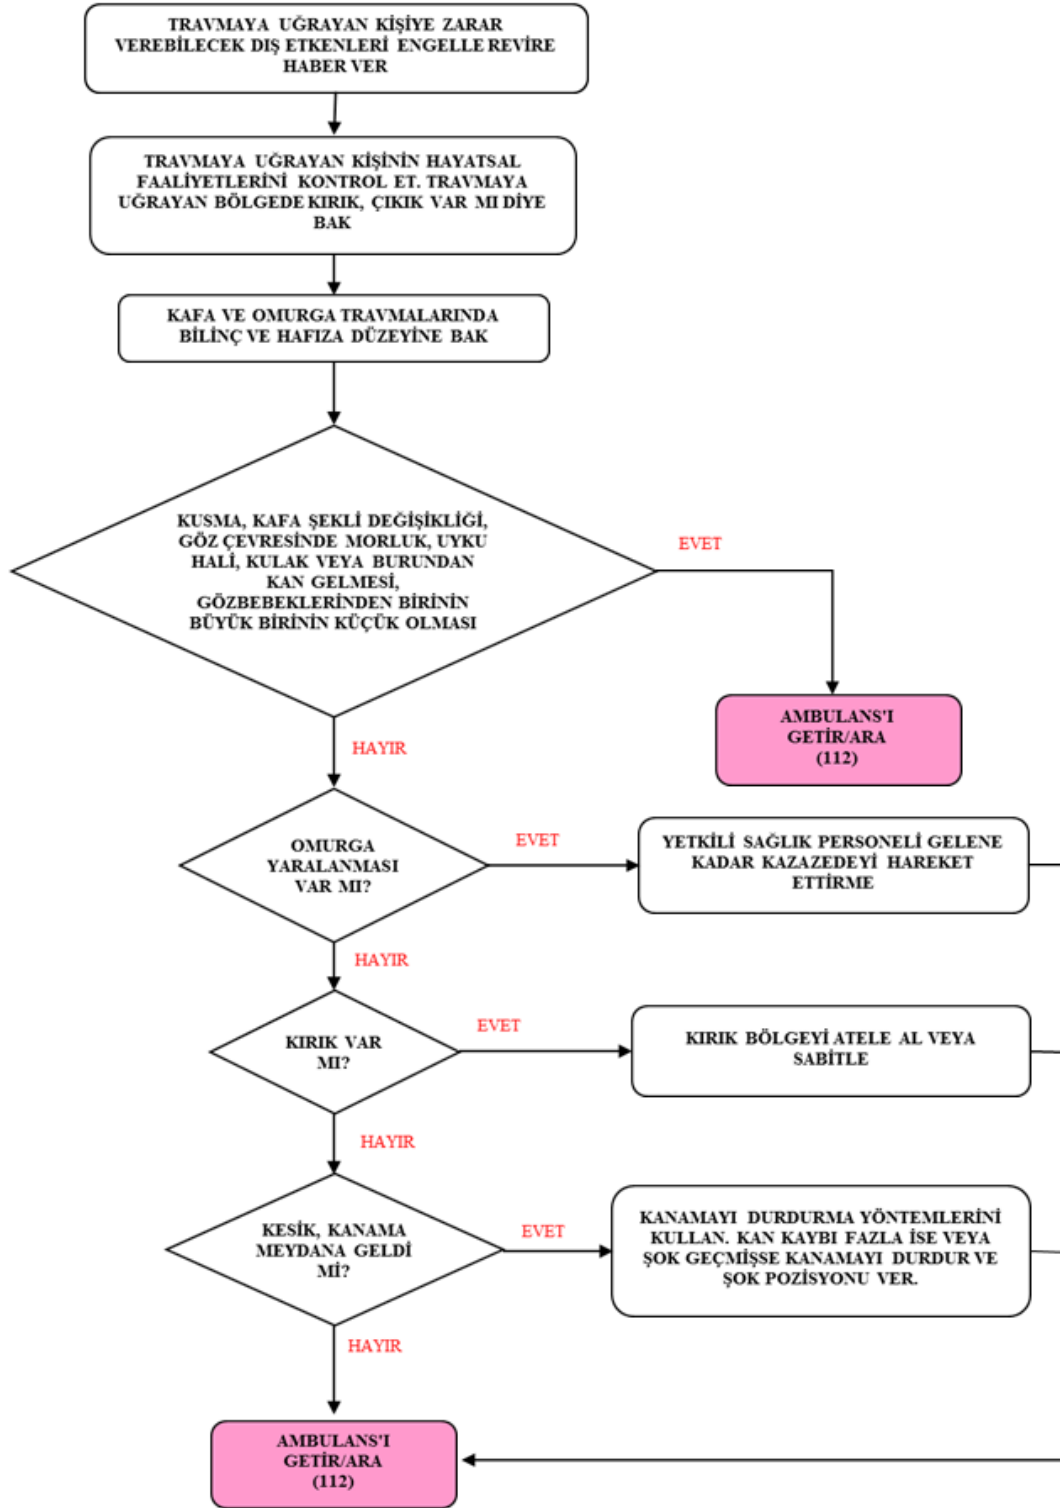 TRAVMAYA UĞRAYAN KİŞİYE ZARAR
VEREBİLECEK DIŞ ETKENLERİ ENGELLE REVİRE
HABER VER
TRAVMAYA UĞRAYAN KİŞİNİN HAYATSAL
FAALİYETLERİNİ KONTROL ET. TRAVMAYA
UĞRAYAN BÖLGEDE KIRIK, ÇIKIK VAR MI DİYE
BAK
KAFA VE OMURGA TRAVMALARINDA
BİLİNÇ VE HAFIZA DÜZEYİNE BAK
KUSMA, KAFA ŞEKLİ DEĞİŞİKLİĞİ,
GÖZ ÇEVRESİNDE MORLUK, UYKU
HALİ, KULAK VEYA BURUNDAN
KAN GELMESİ,
GÖZBEBEKLERİNDEN BİRİNİN
BÜYÜK BİRİNİN KÜÇÜK OLMASI
EVET
AMBULANS'I
GETİR/ARA
(112)
HAYIR
OMURGA
YARALANMASI
VAR MI?
EVET
YETKİLİ SAĞLIK PERSONELİ GELENE
KADAR KAZAZEDEYİ HAREKET
ETTİRME
HAYIR
KIRIK VAR
MI?
EVET
KIRIK BÖLGEYİ ATELE AL VEYA
SABİTLE
HAYIR
KESİK, KANAMA
MEYDANA GELDİ
Mİ?
EVET
KANAMAYI DURDURMA YÖNTEMLERİNİ
KULLAN. KAN KAYBI FAZLA İSE VEYA
ŞOK GEÇMİŞSE KANAMAYI DURDUR VE
ŞOK POZİSYONU VER.
HAYIR
AMBULANS'I
GETİR/ARA
(112)